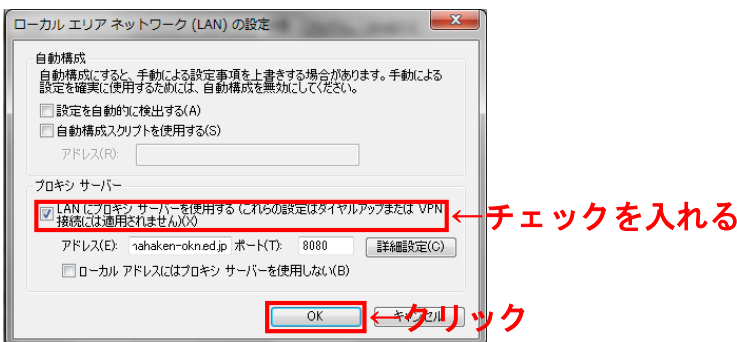 ローカル エリア ネットワーク (LAN) の設定
自動構成
自動構成にすると、手動による設定事項を上書きする場合があります。手動による
設定を確実に使用するためには、自動構成を無効にしてください。
設定を自動的に検出する(A)
自動構成スクリプトを使用する(S)
アドレス(R):
プロキシ サーバー
LAN にプロキシ サーバーを使用する (これらの設定はダイヤルアップまたは VPN
接続には適用されません)(X)
←チェックを入れる
アドレス(E): nahaken-okn.ed.jp ポート(T): 8080 詳細設定(C)
ローカル アドレスにはプロキシ サーバーを使用しない(B)
OK ←クリック キャンセル